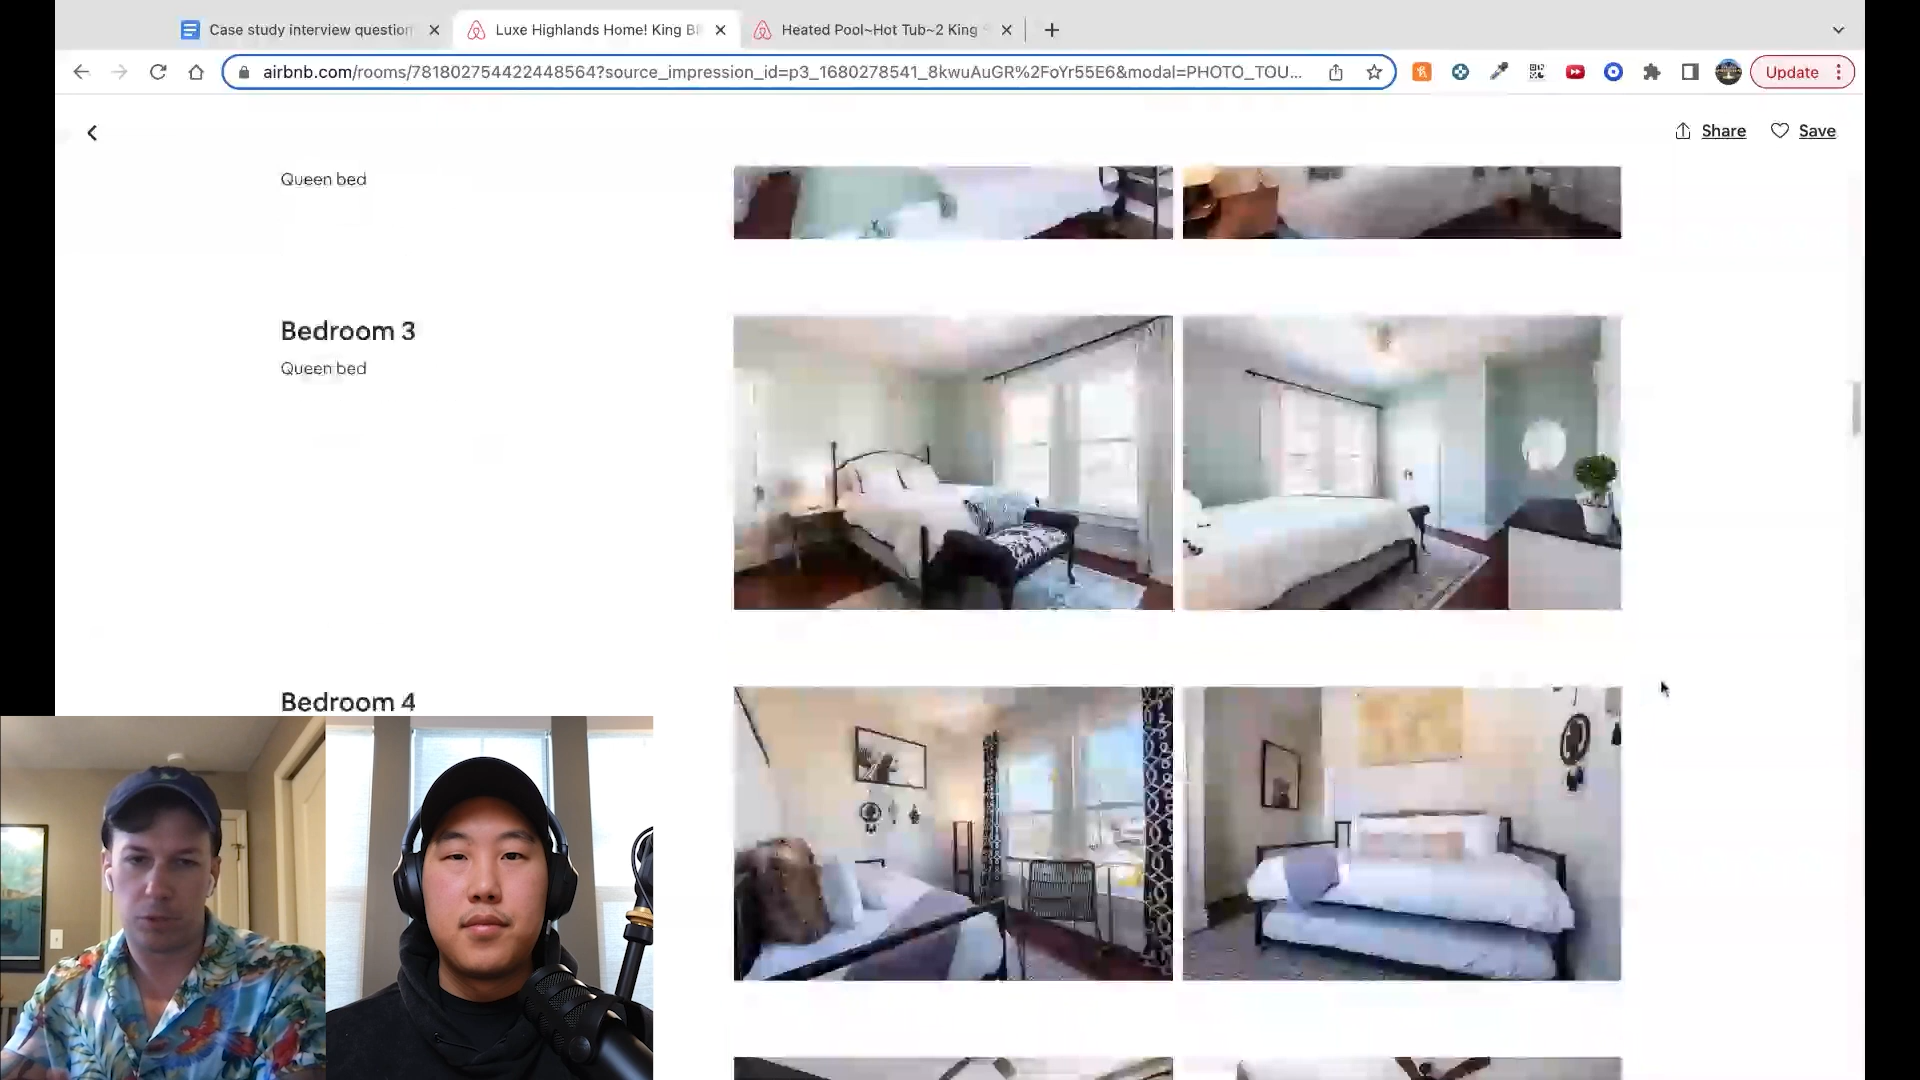 Case study interview question
Luxe Highlands Home! King B
Heated Pool~Hot Tub~2 King
airbnb.com/rooms/781802754422448564?source_impression_id=p3_1680278541_8kwuAuGR%2FoYr55E6&modal=PHOTO_TOU...
Update
Share
Save
Queen bed
Bedroom 3
Queen bed
Bedroom 4